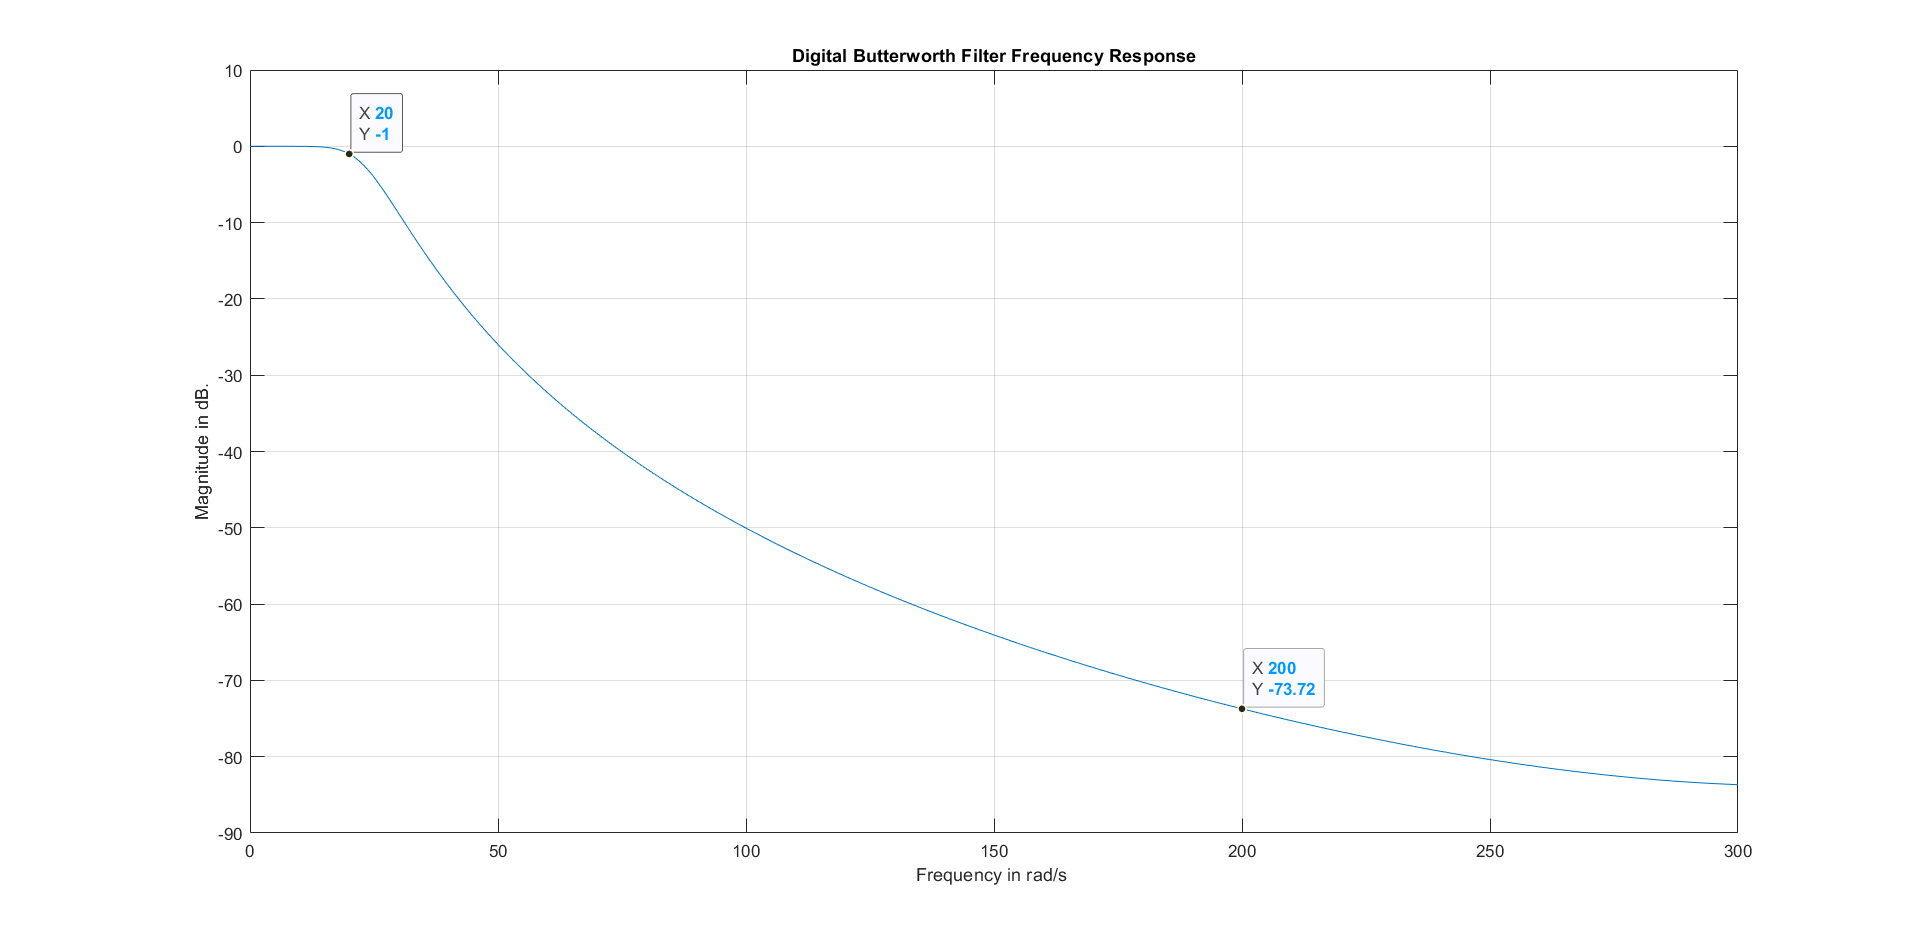 Digital Butterworth Filter Frequency Response
10
X 20
Y -1
0
-10
-20
-30
Magnitude in dB.
-40
-50
-60
X 200
Y -73.72
-70
-80
-90
0 50 100 150 200 250 300
Frequency in rad/s